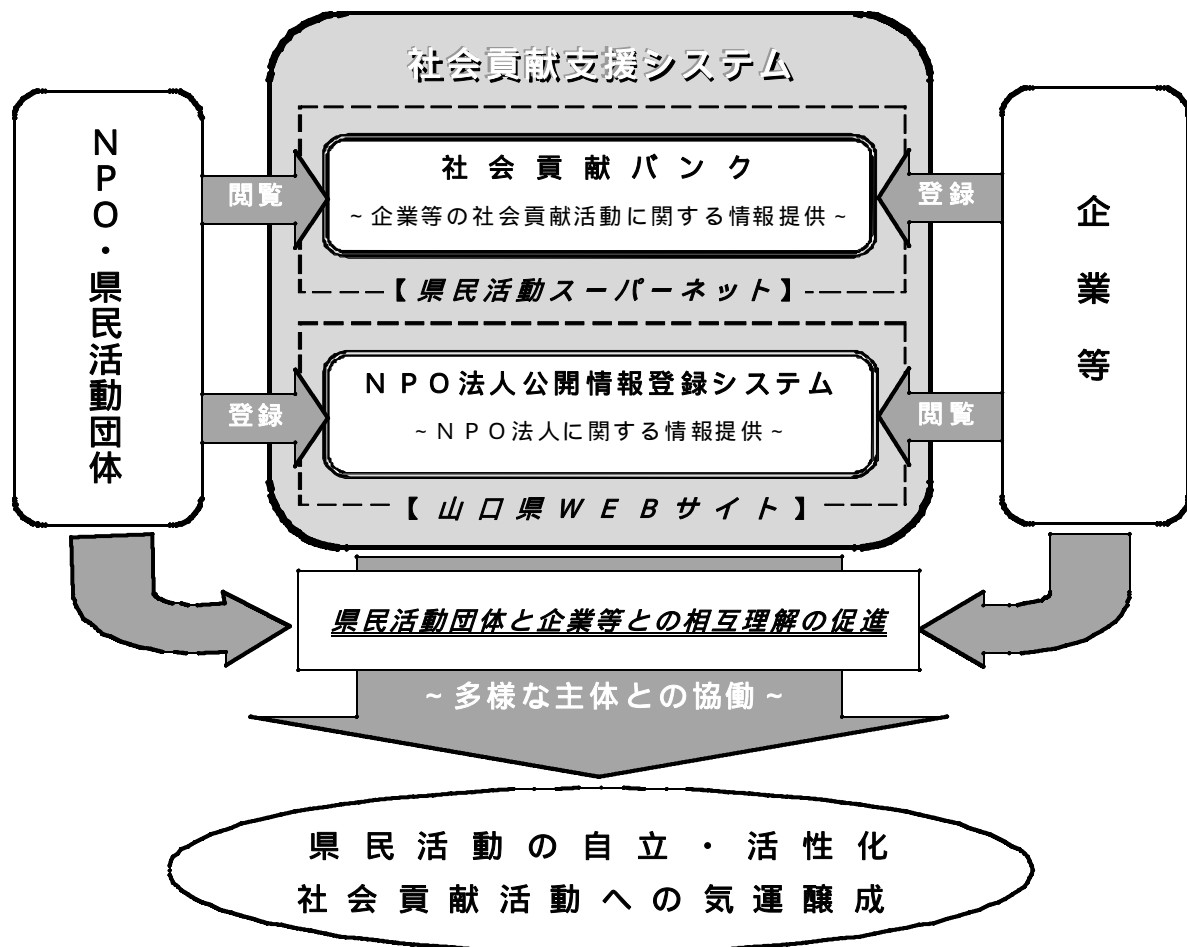 社会貢献支援システム
NPO・県民活動団体
閲覧
社会貢献バンク
~企業等の社会貢献活動に関する情報提供~
登録
企業等
【県民活動スーパーネット】
登録
NPO法人公開情報登録システム
~NPO法人に関する情報提供~
閲覧
【山口県WEBサイト】
県民活動団体と企業等との相互理解の促進
~多様な主体との協働~
県民活動の自立・活性化
社会貢献活動への気運醸成